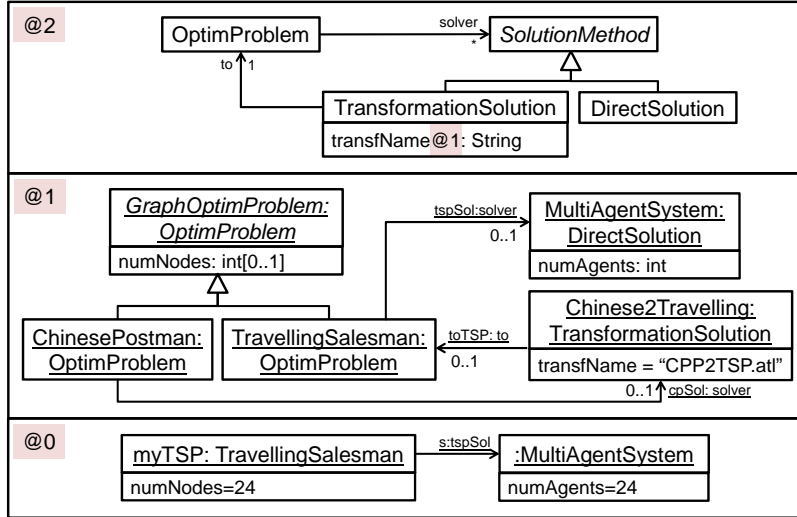 @2
OptimProblem
solver
*
SolutionMethod
to
1
TransformationSolution
transfName@1: String
DirectSolution
@1
GraphOptimProblem:
OptimProblem
numNodes: int[0..1]
tspSol:solver
0..1
MultiAgentSystem:
DirectSolution
numAgents: int
ChinesePostman:
OptimProblem
TravellingSalesman:
OptimProblem
toTSP: to
0..1
Chinese2Travelling:
TransformationSolution
transfName = “CPP2TSP.atl”
0..1
cpSol: solver
@0
myTSP: TravellingSalesman
numNodes=24
s:tspSol
:MultiAgentSystem
numAgents=24